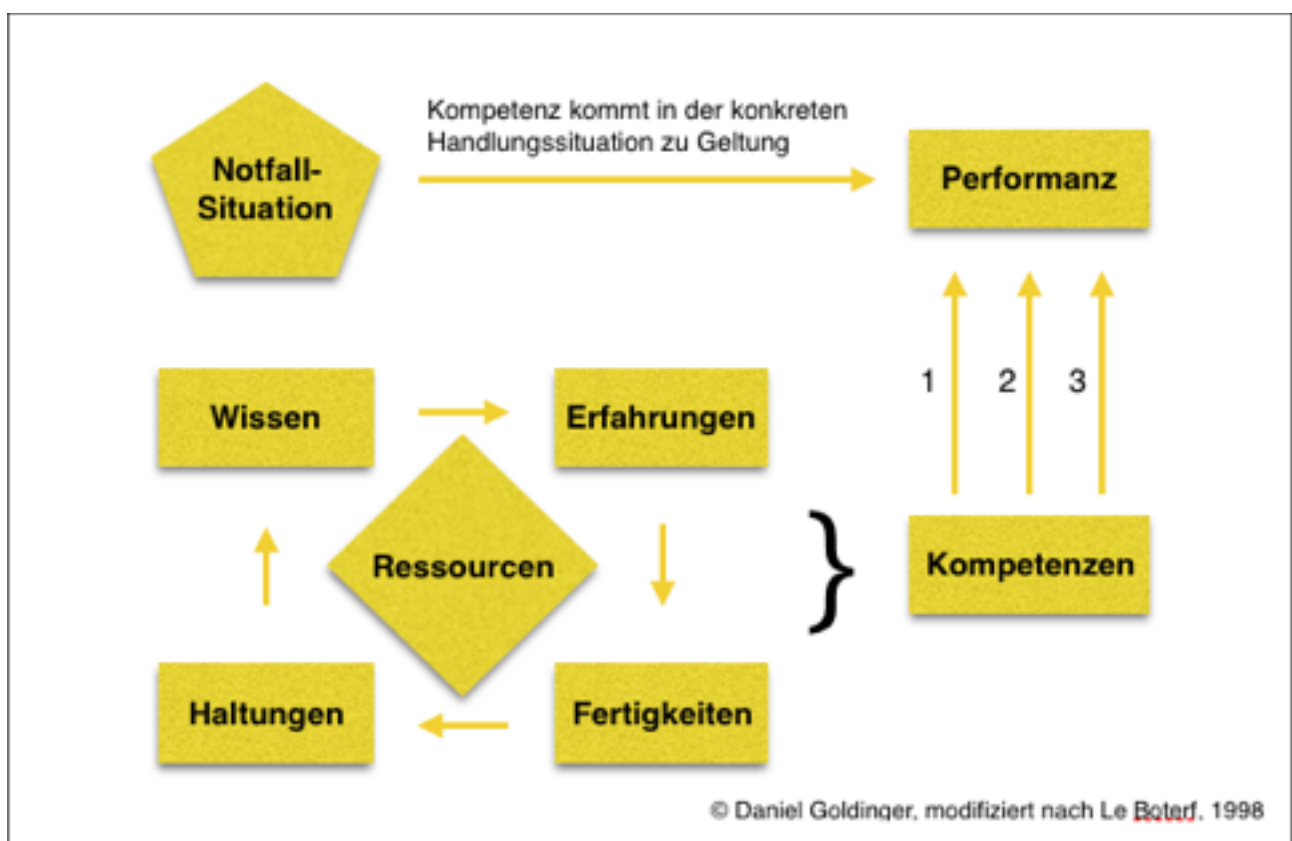 Notfall-
Situation
Kompetenz kommt in der konkreten
Handlungssituation zu Geltung
Performanz
1 2 3
Wissen
Erfahrungen
Ressourcen
}
Kompetenzen
Haltungen
Fertigkeiten
© Daniel Goldinger, modifiziert nach Le Boterf, 1998